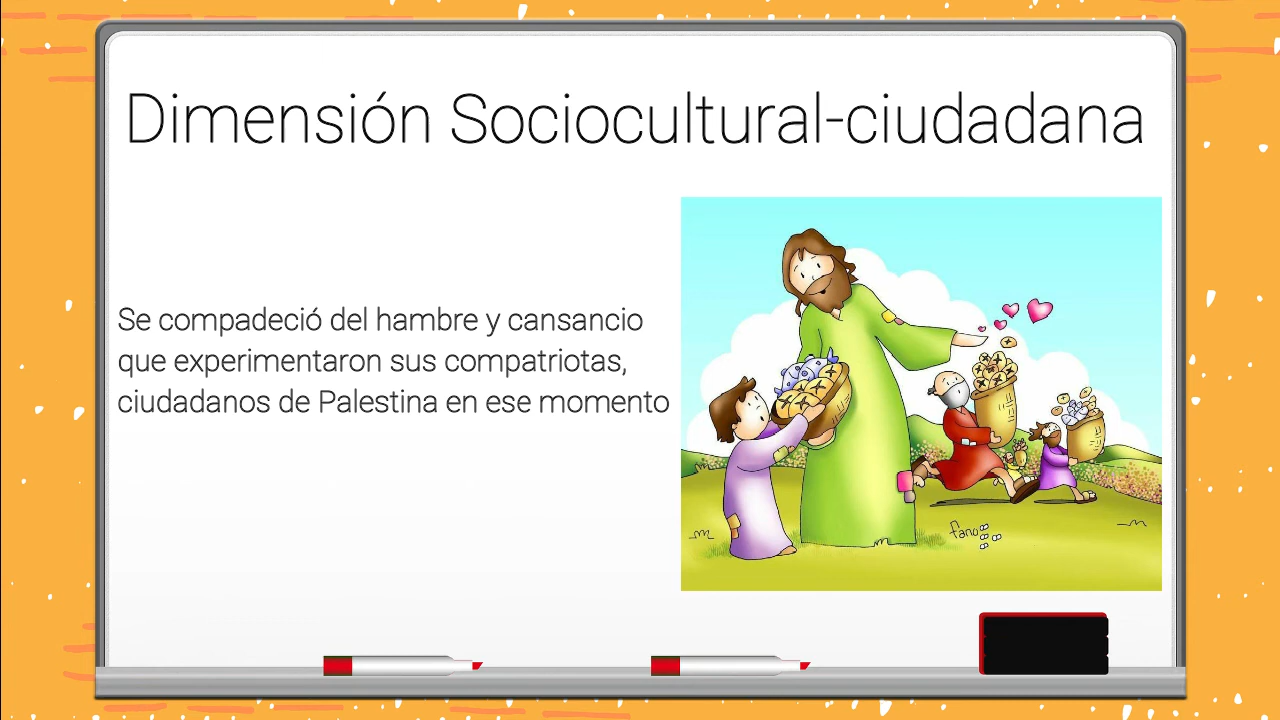 Dimensión Sociocultural-ciudadana
Se compadeció del hambre y cansancio
que experimentaron sus compatriotas,
ciudadanos de Palestina en ese momento
fano